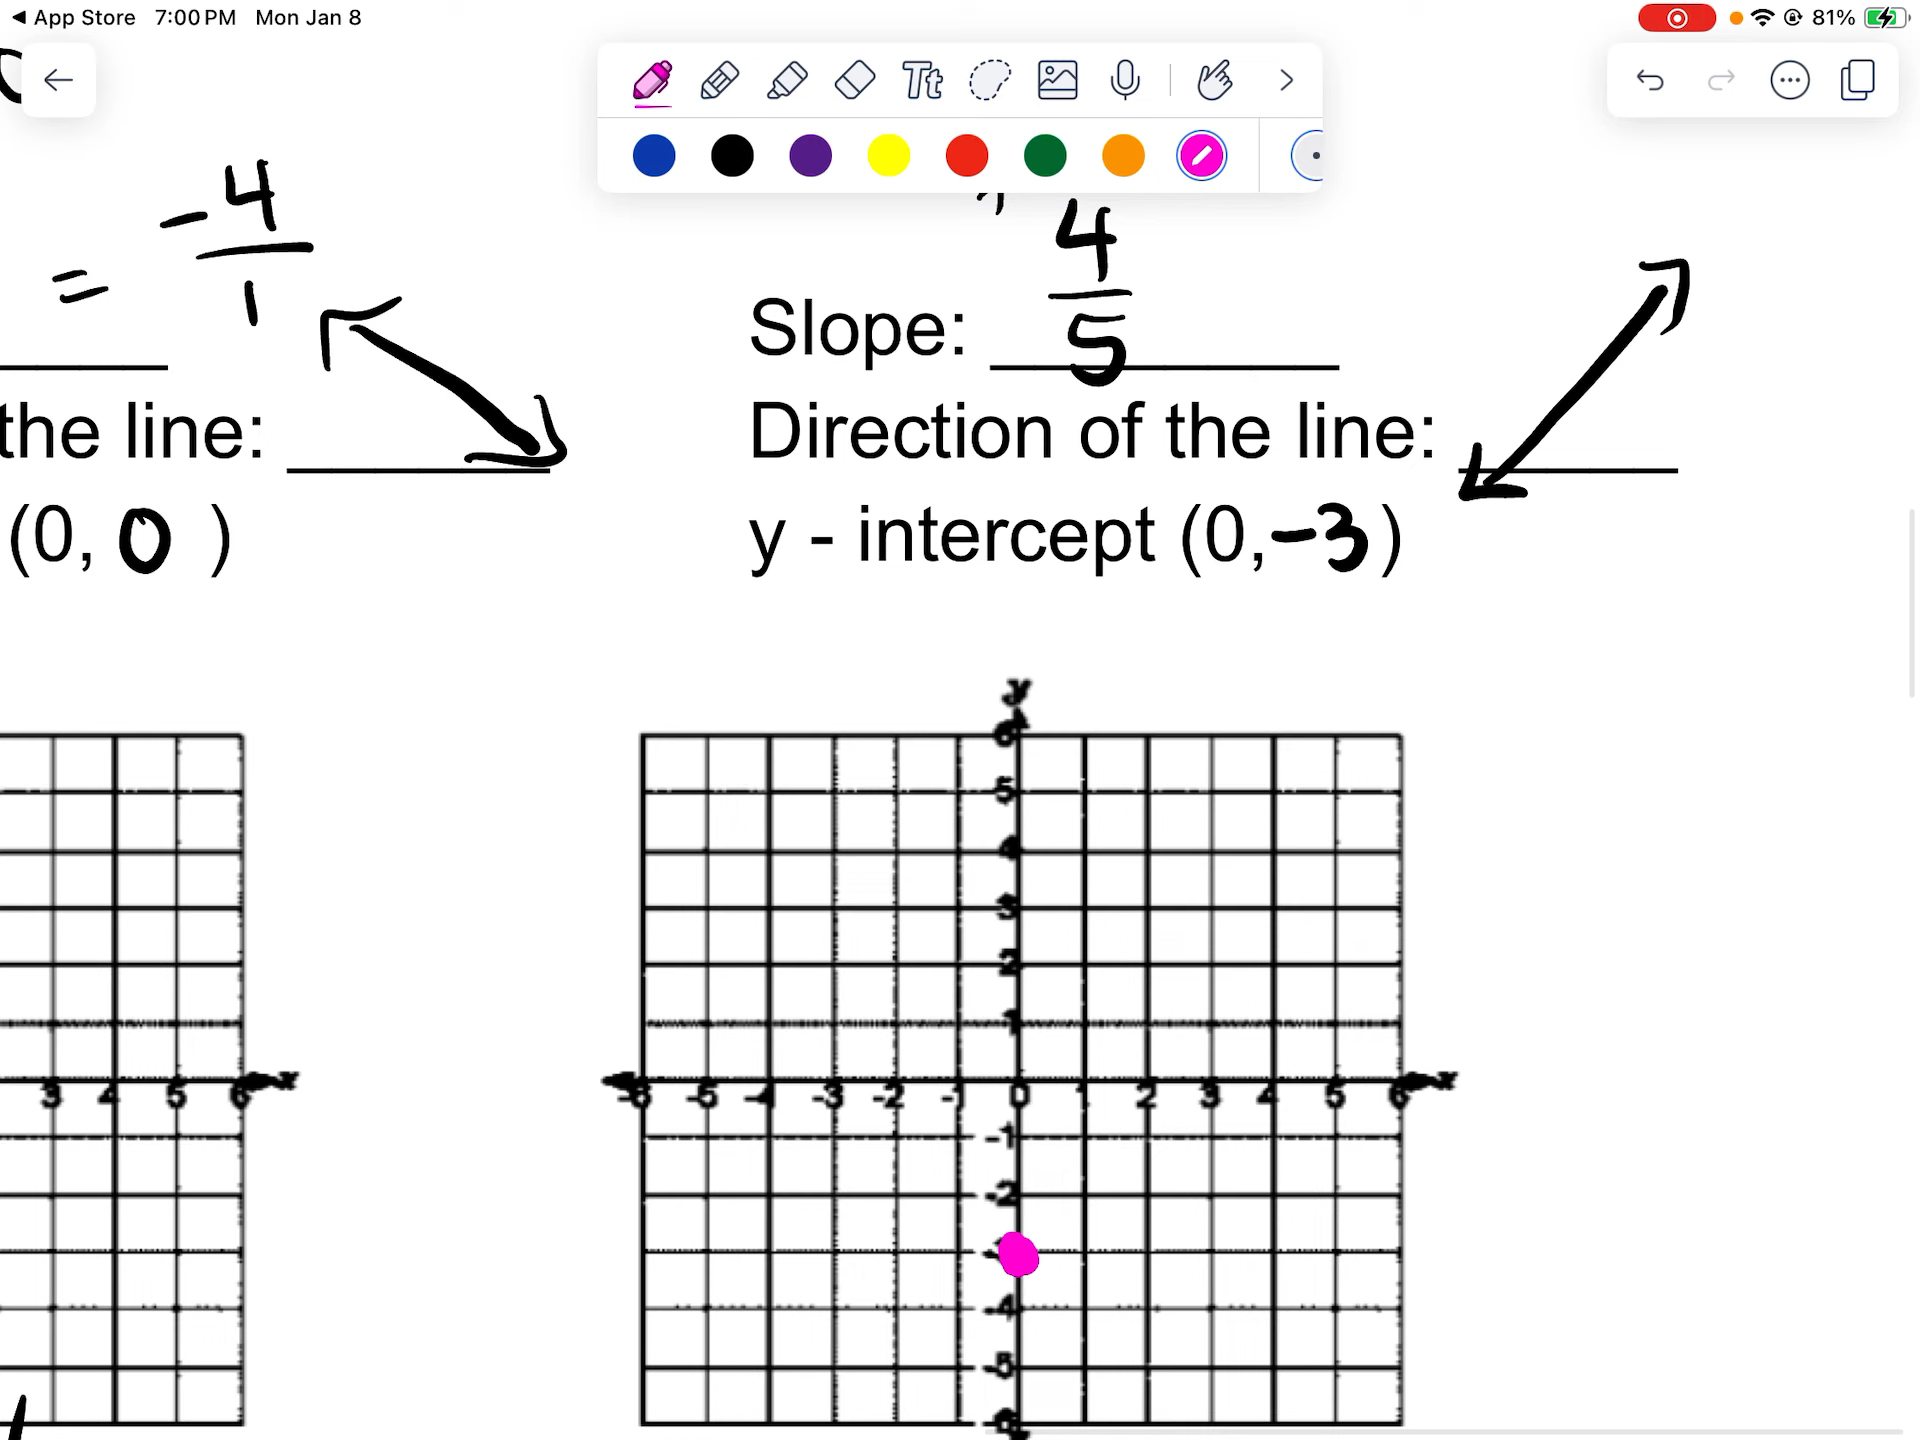 App Store 7:00 PM Mon Jan 8
81%
Tt
= -4/1
the line:
(0, 0 )
4/5
Slope:
Direction of the line:
y - intercept (0,-3)
y
6
5
4
3
2
1
3 4 5 6 x
-6 -5 -4 -3 -2 -1 0 1 2 3 4 5 6 x
-1
-2
-4
-5
-6